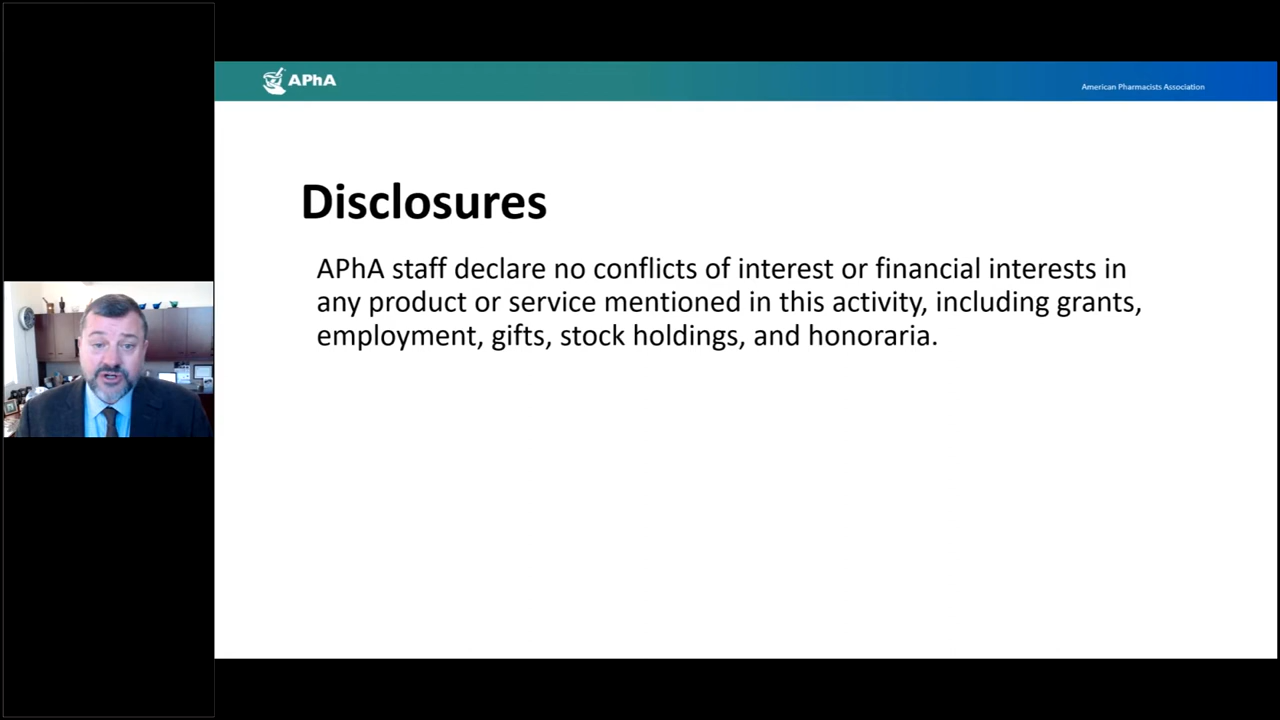 APhA
American Pharmacists Association
Disclosures
APhA staff declare no conflicts of interest or financial interests in
any product or service mentioned in this activity, including grants,
employment, gifts, stock holdings, and honoraria.